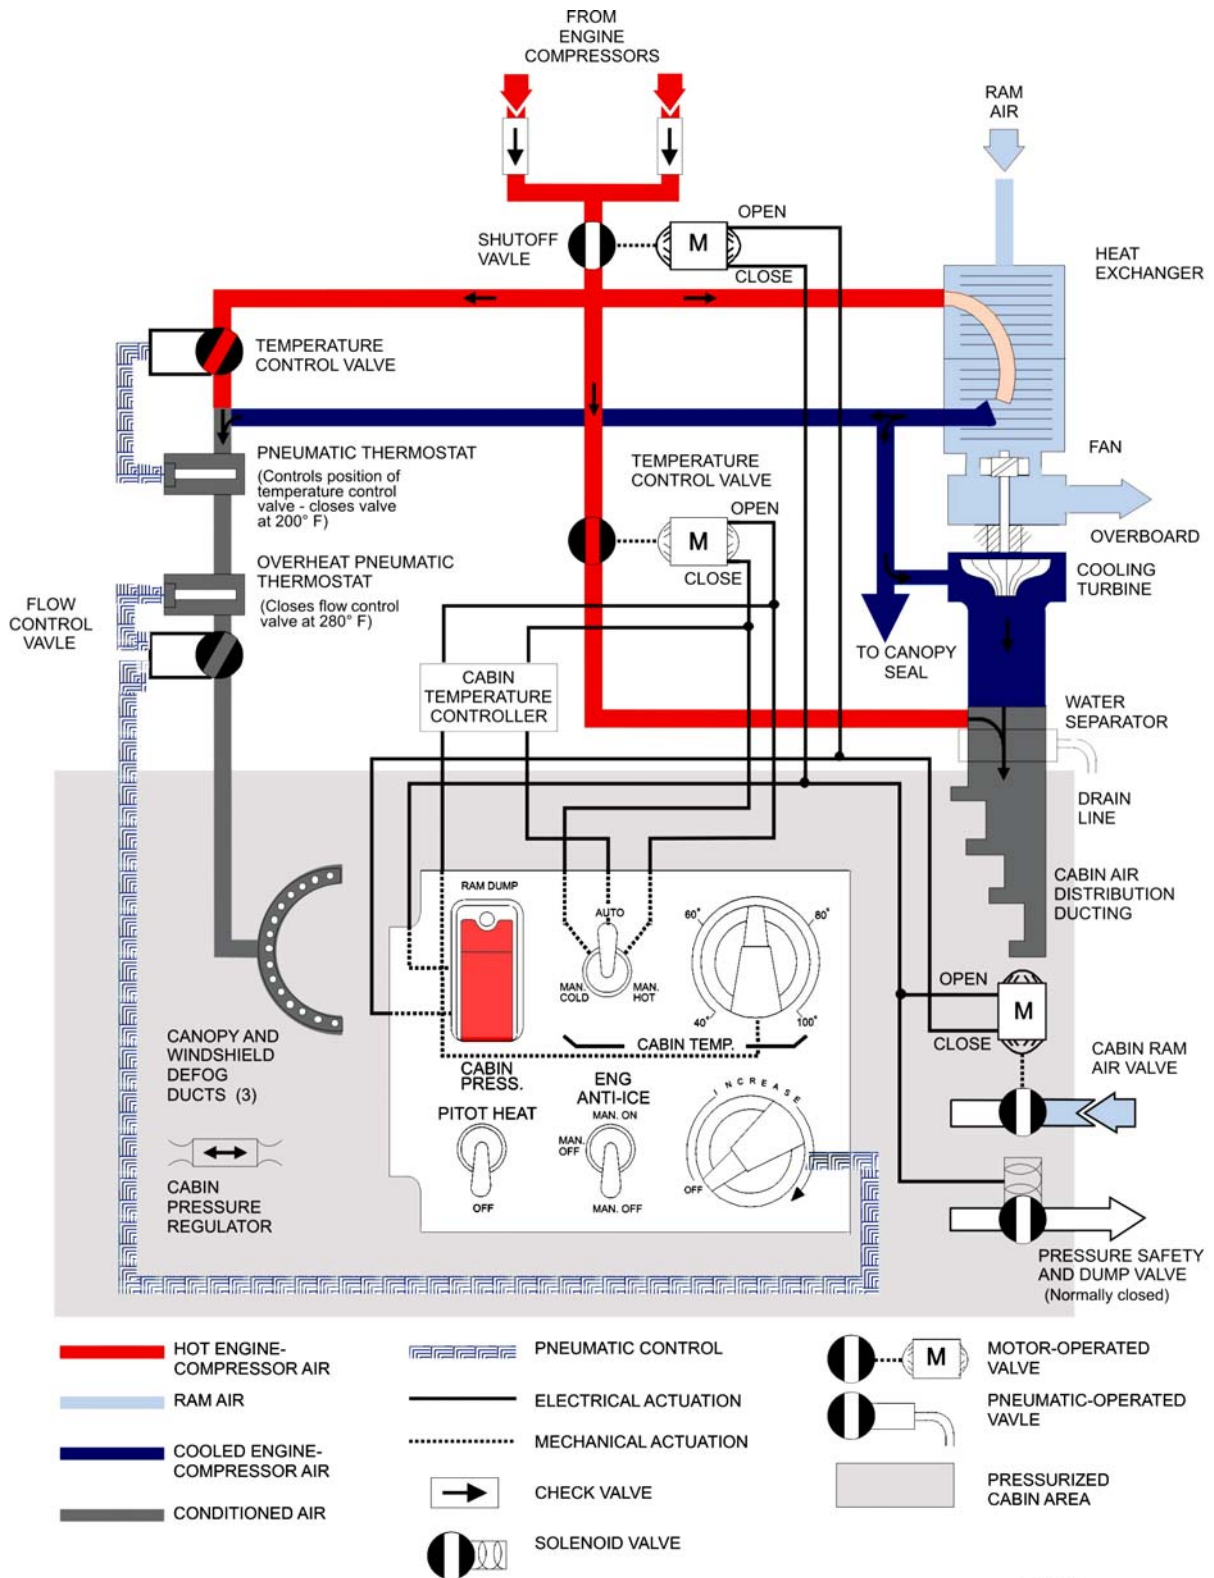 FROM
ENGINE
COMPRESSORS
RAM
AIR
OPEN
SHUTOFF
VAVLE
M
CLOSE
HEAT
EXCHANGER
TEMPERATURE
CONTROL VALVE
PNEUMATIC THERMOSTAT
(Controls position of
temperature control
valve - closes valve
at 200° F)
TEMPERATURE
CONTROL VALVE
OPEN
M
CLOSE
FAN
OVERBOARD
COOLING
TURBINE
OVERHEAT PNEUMATIC
THERMOSTAT
(Closes flow control
valve at 280° F)
FLOW
CONTROL
VAVLE
TO CANOPY
SEAL
CABIN
TEMPERATURE
CONTROLLER
WATER
SEPARATOR
DRAIN
LINE
CABIN AIR
DISTRIBUTION
DUCTING
RAM DUMP
AUTO
MAN.
COLD
MAN.
HOT
60°
80°
40°
100°
CABIN TEMP.
CABIN
PRESS.
OPEN
M
CLOSE
CABIN RAM
AIR VALVE
CANOPY AND
WINDSHIELD
DEFOG
DUCTS (3)
PITOT HEAT
OFF
ENG
ANTI-ICE
MAN. ON
MAN.
OFF
MAN. OFF
INCREASE
OFF
CABIN
PRESSURE
REGULATOR
PRESSURE SAFETY
AND DUMP VALVE
(Normally closed)
HOT ENGINE-
COMPRESSOR AIR
RAM AIR
COOLED ENGINE-
COMPRESSOR AIR
CONDITIONED AIR
PNEUMATIC CONTROL
ELECTRICAL ACTUATION
MECHANICAL ACTUATION
CHECK VALVE
SOLENOID VALVE
M
MOTOR-OPERATED
VALVE
PNEUMATIC-OPERATED
VAVLE
PRESSURIZED
CABIN AREA